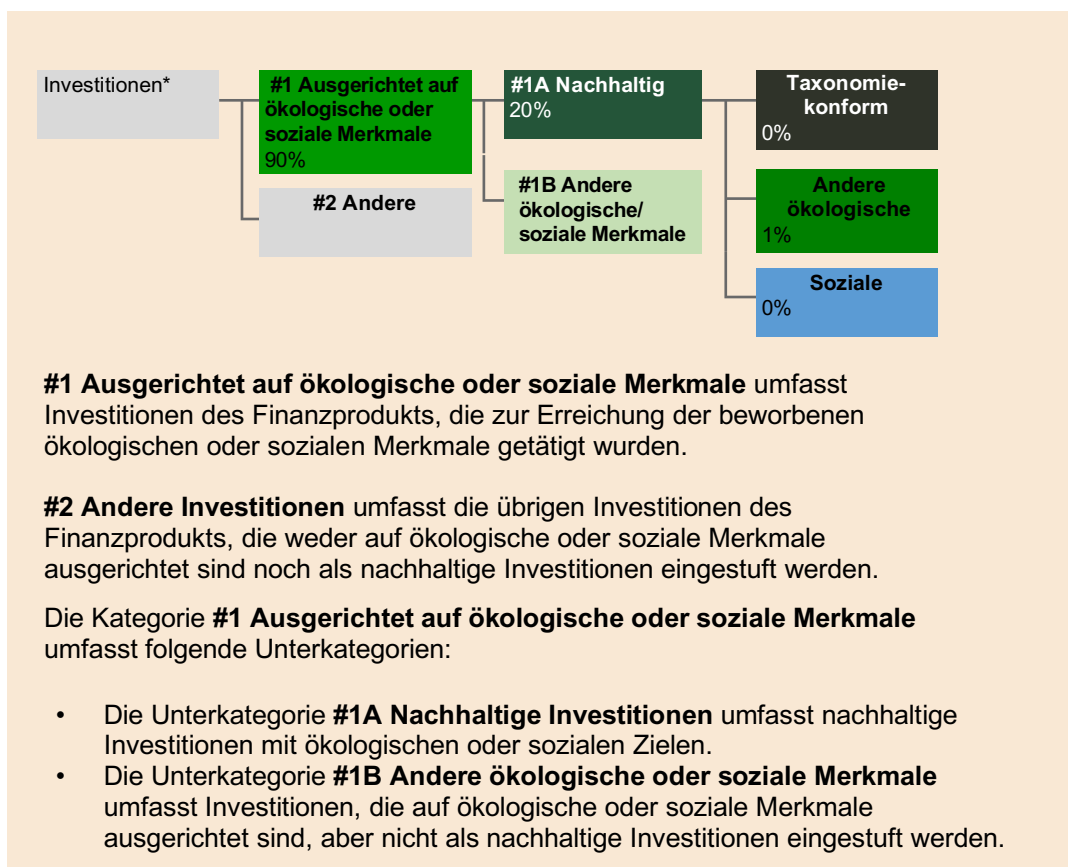 Investitionen*
#1 Ausgerichtet auf
ökologische oder
soziale Merkmale
90%
#2 Andere
#1A Nachhaltig
20%
#1B Andere
ökologische/
soziale Merkmale
Taxonomie-
konform
0%
Andere
ökologische
1%
Soziale
0%
#1 Ausgerichtet auf ökologische oder soziale Merkmale umfasst
Investitionen des Finanzprodukts, die zur Erreichung der beworbenen
ökologischen oder sozialen Merkmale getätigt wurden.
#2 Andere Investitionen umfasst die übrigen Investitionen des
Finanzprodukts, die weder auf ökologische oder soziale Merkmale
ausgerichtet sind noch als nachhaltige Investitionen eingestuft werden.
Die Kategorie #1 Ausgerichtet auf ökologische oder soziale Merkmale
umfasst folgende Unterkategorien:
• Die Unterkategorie #1A Nachhaltige Investitionen umfasst nachhaltige
Investitionen mit ökologischen oder sozialen Zielen.
• Die Unterkategorie #1B Andere ökologische oder soziale Merkmale
umfasst Investitionen, die auf ökologische oder soziale Merkmale
ausgerichtet sind, aber nicht als nachhaltige Investitionen eingestuft werden.